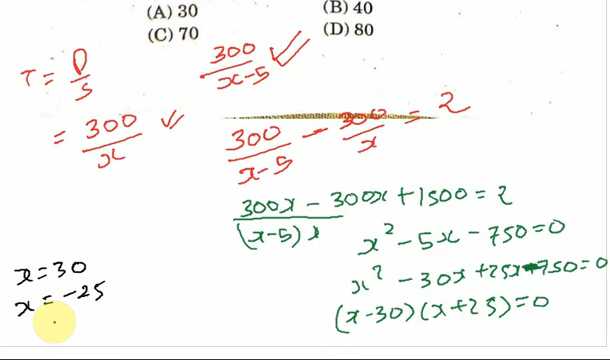 (A) 30 (B) 40
(C) 70 (D) 80
T = D/S
300/(x-5) ✓
= 300/x ✓
300/(x-5) - 300/x = 2
(300x - 300x + 1500)/((x-5)x) = 2
x² - 5x - 750 = 0
x² - 30x + 25x - 750 = 0
(x-30)(x+25) = 0
x = 30
x = -25